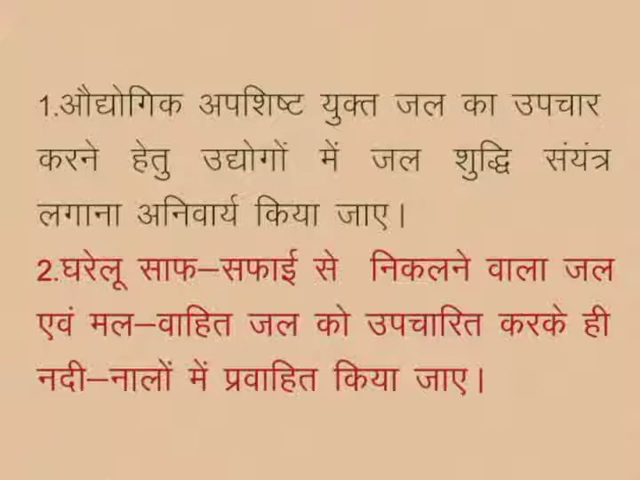 1.औद्योगिक अपशिष्ट युक्त जल का उपचार
करने हेतु उद्योगों में जल शुद्धि संयंत्र
लगाना अनिवार्य किया जाए।
2.घरेलू साफ–सफाई से निकलने वाला जल
एवं मल–वाहित जल को उपचारित करके ही
नदी–नालों में प्रवाहित किया जाए।